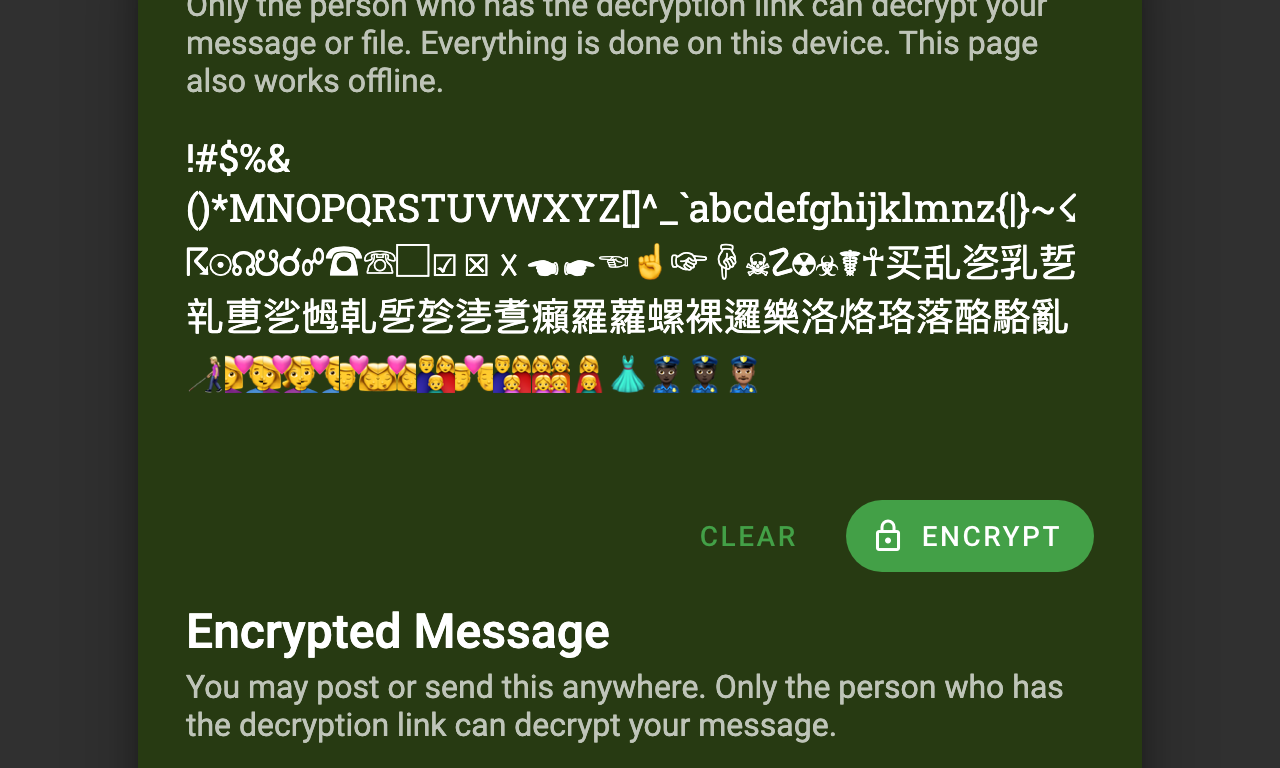 Only the person who has the decryption link can decrypt your
message or file. Everything is done on this device. This page
also works offline.
!#$%&
()*MNOPQRSTUVWXYZ[]^_`abcdefghijklmnz{|}~☇
☈☉☊☋☌☍☎☏☐☑☒☓☚☛☜☝☞☟☠☡☢☣☤☥买乱乲乳乴
乵乶乷乸乹乺乻乼乽癩羅蘿螺裸邏樂洛烙珞落酪駱亂
CLEAR
ENCRYPT
Encrypted Message
You may post or send this anywhere. Only the person who has
the decryption link can decrypt your message.